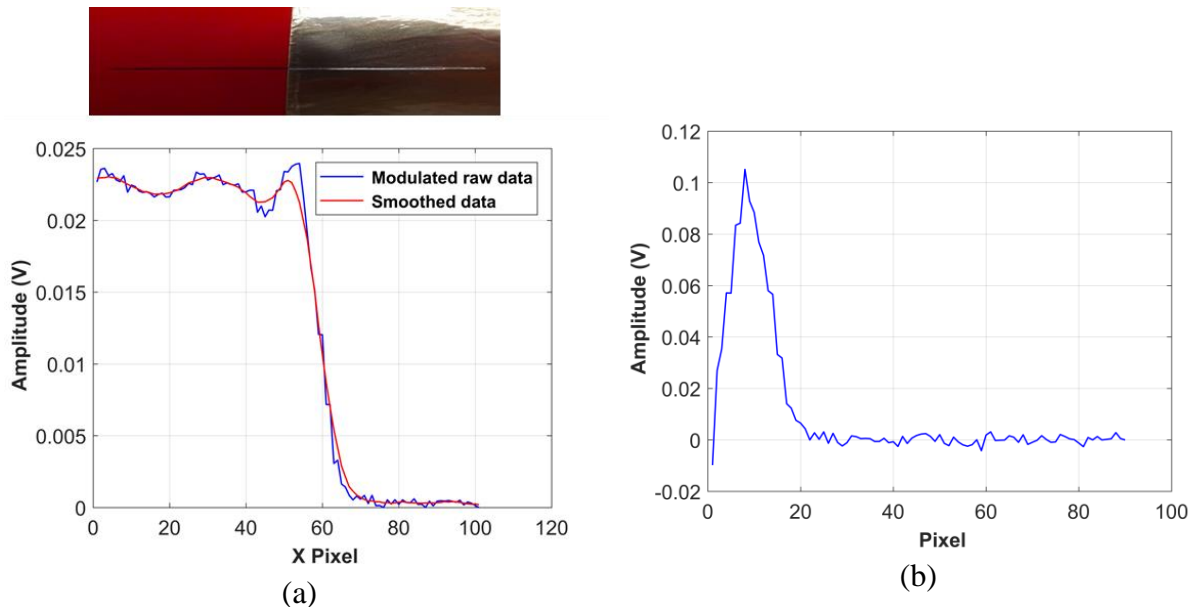 0.025
0.02
0.015
0.01
0.005
0
Amplitude (V)
Modulated raw data
Smoothed data
0 20 40 60 80 100 120
X Pixel
(a)
0.12
0.1
0.08
0.06
0.04
0.02
0
-0.02
Amplitude (V)
0 20 40 60 80 100
Pixel
(b)